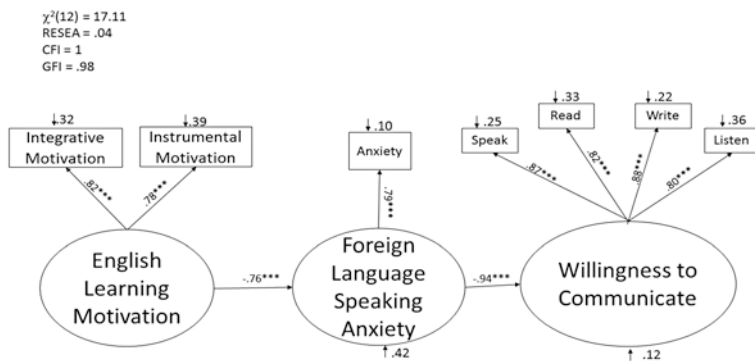 χ²(12) = 17.11
RESEA = .04
CFI = 1
GFI = .98
↓.32
Integrative
Motivation
↓.39
Instrumental
Motivation
↓ .10
Anxiety
↓ .25
Speak
↓ .33
Read
↓ .22
Write
↓ .36
Listen
.82***
.78***
.79***
.87***
.82***
.88***
.80***
English
Learning
Motivation
-.76***
Foreign
Language
Speaking
Anxiety
-.94***
Willingness to
Communicate
↑.42
↑ .12